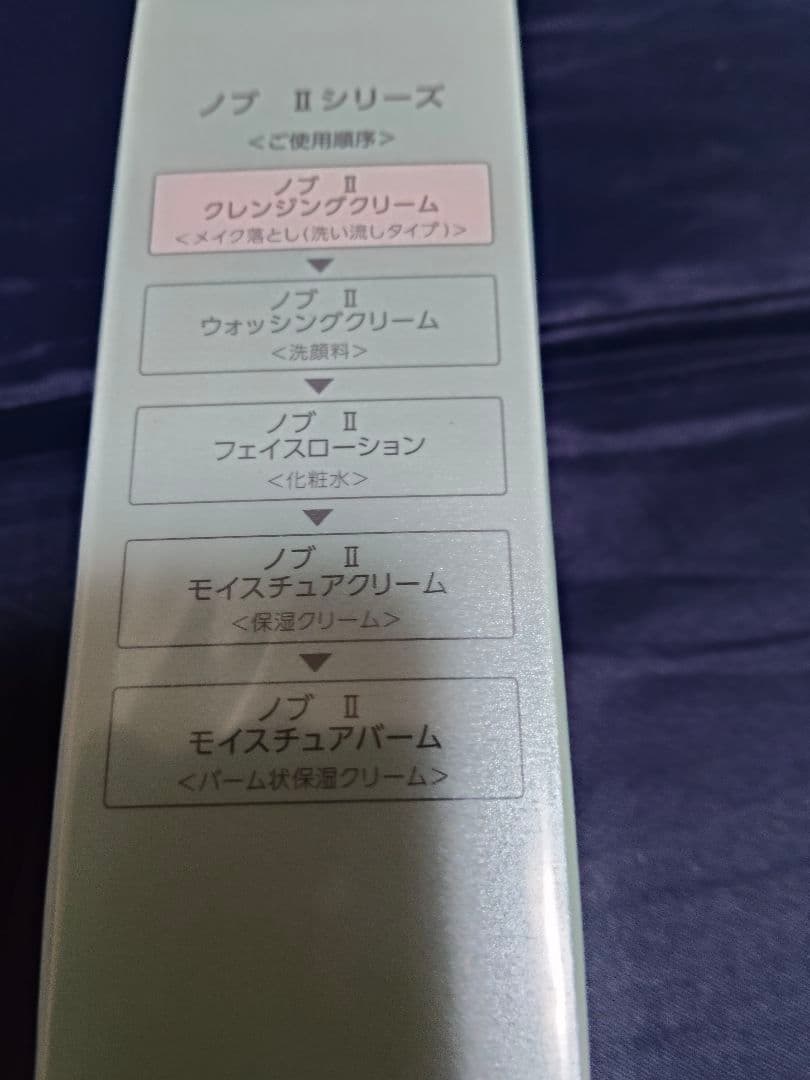 ノブ Ⅱシリーズ
<ご使用順序>
ノブ Ⅱ
クレンジングクリーム
<メイク落とし(洗い流しタイプ)>
▼
ノブ Ⅱ
ウォッシングクリーム
<洗顔料>
▼
ノブ Ⅱ
フェイスローション
<化粧水>
▼
ノブ Ⅱ
モイスチュアクリーム
<保湿クリーム>
▼
ノブ Ⅱ
モイスチュアバーム
<バーム状保湿クリーム>